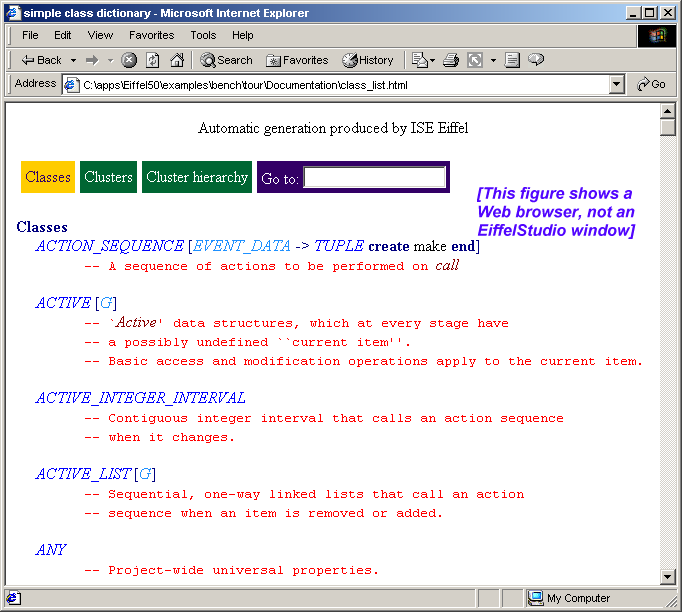 simple class dictionary - Microsoft Internet Explorer
File Edit View Favorites Tools Help
Back Search Favorites History
Address C:\apps\Eiffel50\examples\bench\tour\Documentation\class_list.html Go
Automatic generation produced by ISE Eiffel
Classes Clusters Cluster hierarchy Go to:
[This figure shows a
Web browser, not an
EiffelStudio window]
Classes
ACTION_SEQUENCE [EVENT_DATA -> TUPLE create make end]
-- A sequence of actions to be performed on call
ACTIVE [G]
-- `Active' data structures, which at every stage have
-- a possibly undefined ``current item''.
-- Basic access and modification operations apply to the current item.
ACTIVE_INTEGER_INTERVAL
-- Contiguous integer interval that calls an action sequence
-- when it changes.
ACTIVE_LIST [G]
-- Sequential, one-way linked lists that call an action
-- sequence when an item is removed or added.
ANY
-- Project-wide universal properties.
My Computer